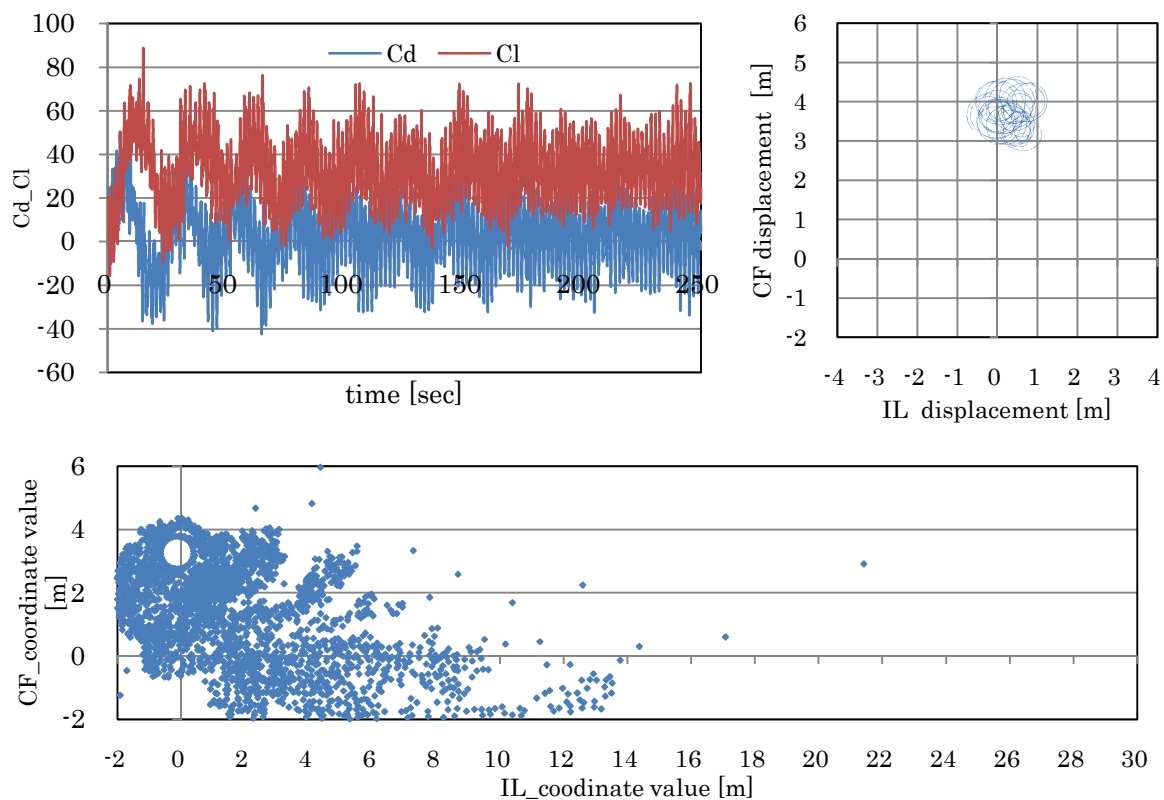 100
80
60
40
20
0
-20
-40
-60
Cd_Cl
Cd Cl
0 50 100 150 200 250
time [sec]
6
5
4
3
2
1
0
-1
-2
CF displacement [m]
-4 -3 -2 -1 0 1 2 3 4
IL displacement [m]
6
4
2
0
-2
CF_coordinate value
[m]
-2 0 2 4 6 8 10 12 14 16 18 20 22 24 26 28 30
IL_coodinate value [m]